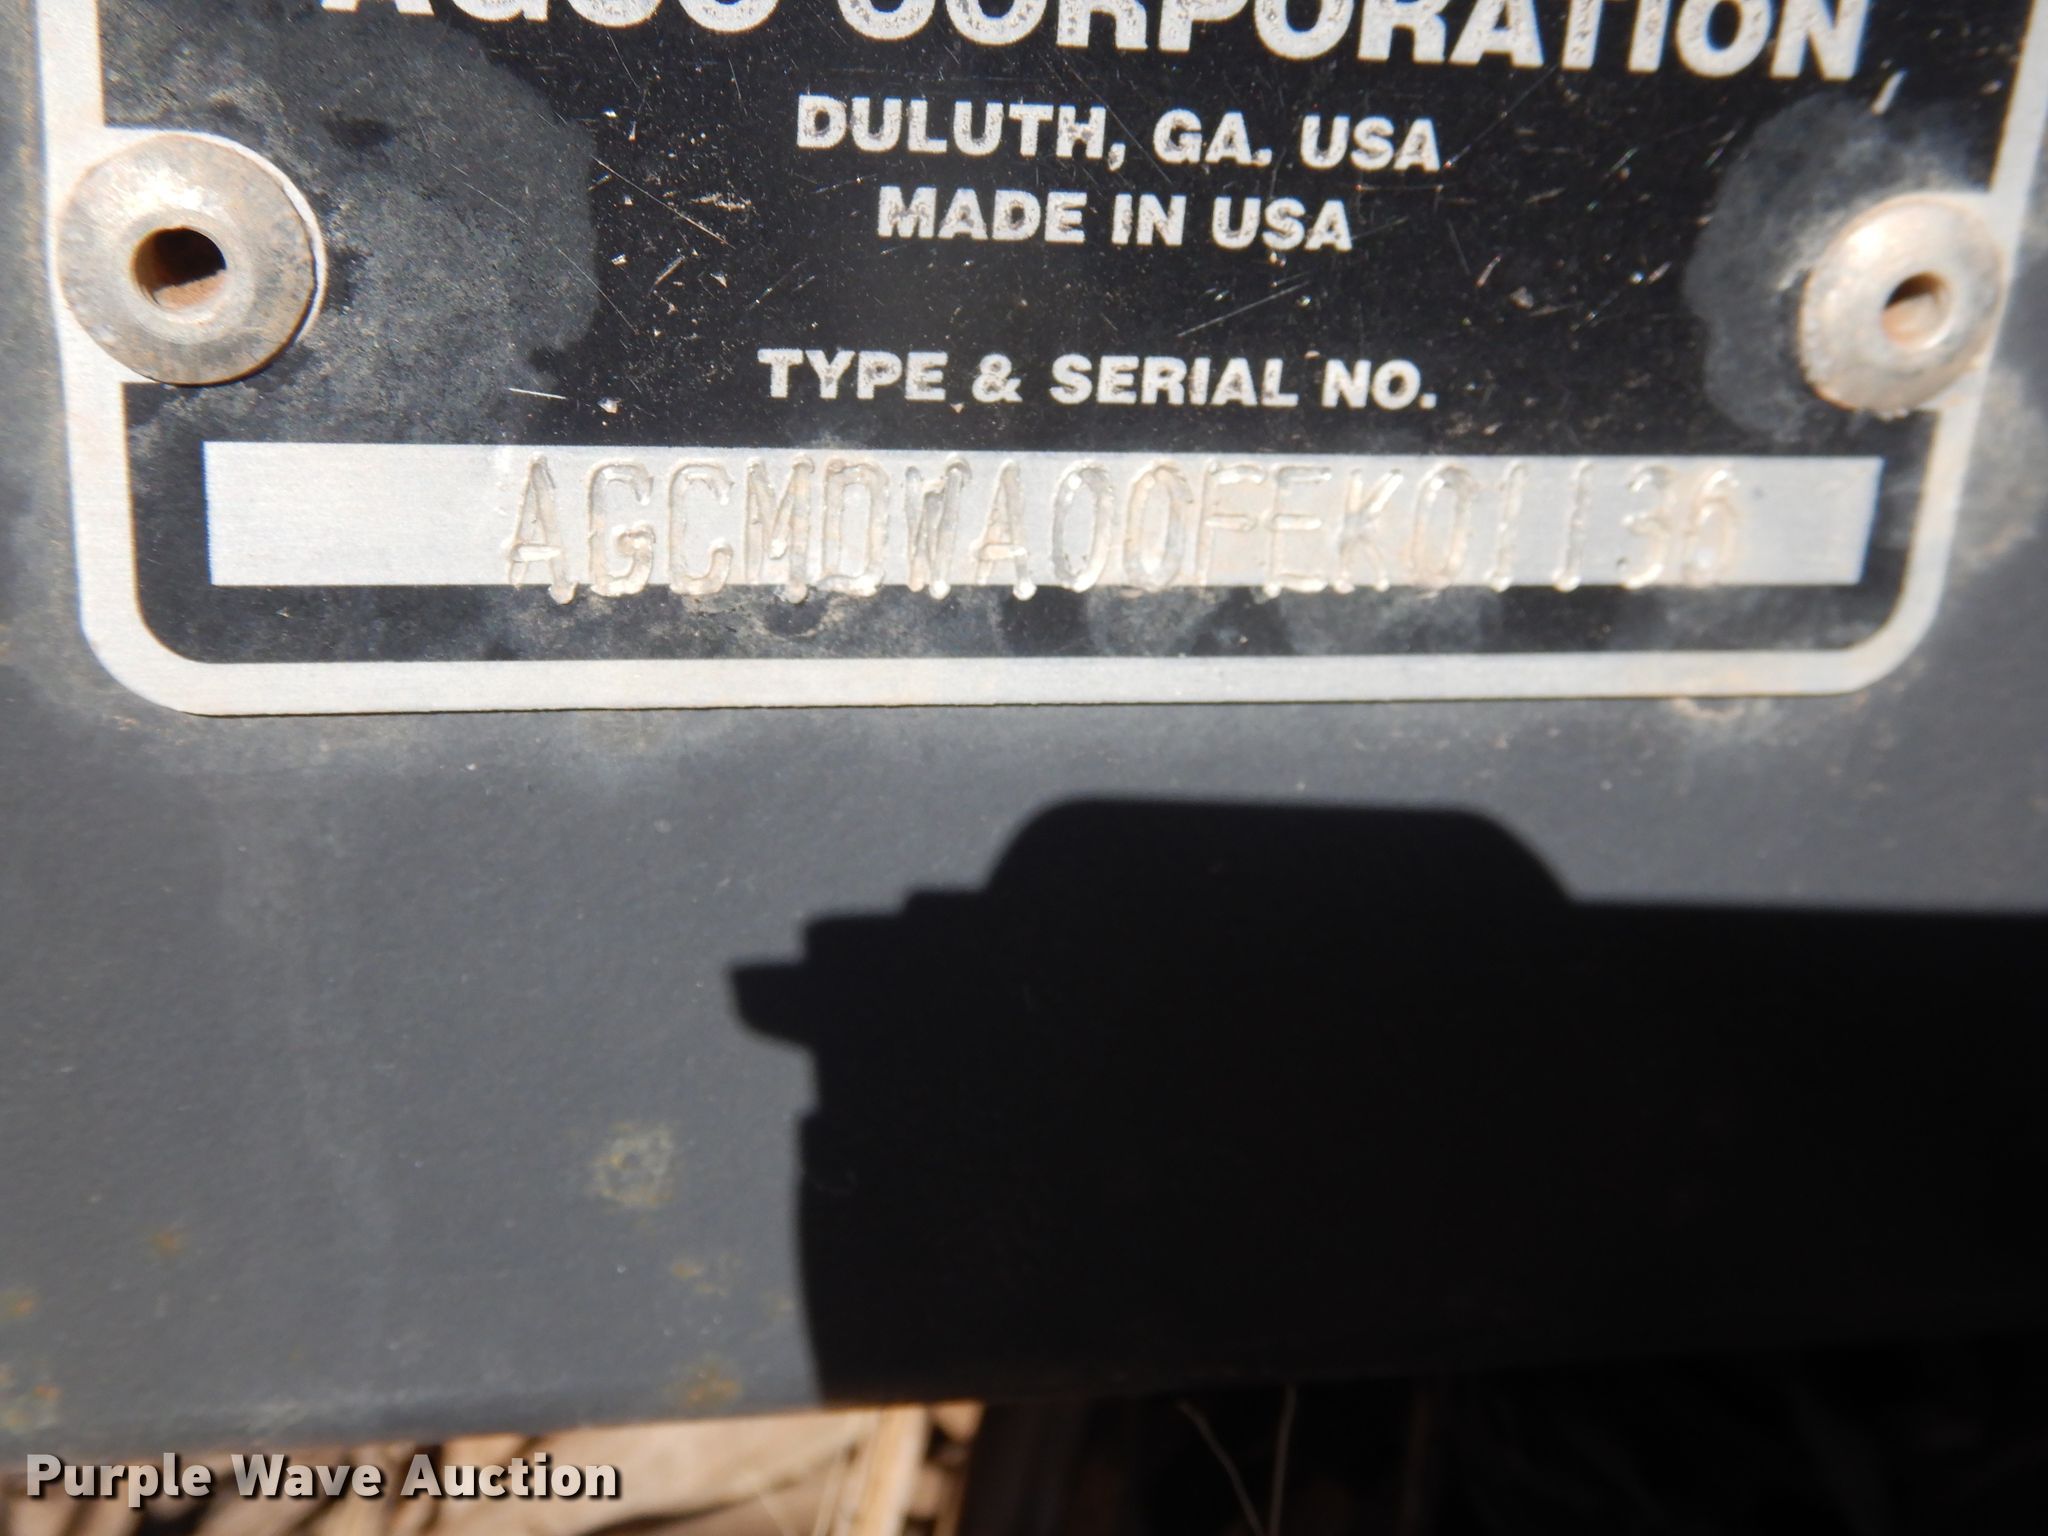 AGCO CORPORATION
DULUTH, GA. USA
MADE IN USA
TYPE & SERIAL NO.
AGCMDWA00FEK01136
Purple Wave Auction